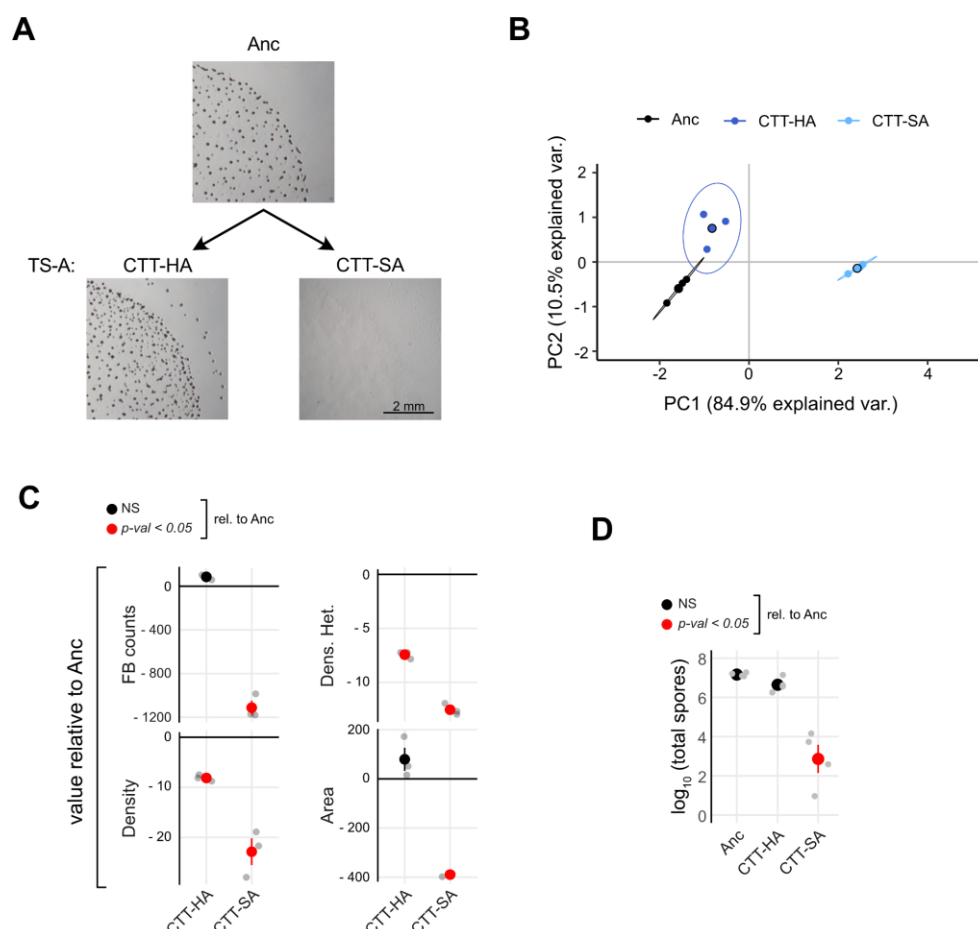 A
Anc
TS-A:
CTT-HA
CTT-SA
2 mm
B
Anc
CTT-HA
CTT-SA
PC2 (10.5% explained var.)
2
1
0
-1
-2
-2
0
2
4
PC1 (84.9% explained var.)
C
NS
p-val < 0.05
rel. to Anc
value relative to Anc
FB counts
0
- 400
- 800
- 1200
Dens. Het.
0
- 5
- 10
Density
- 10
- 20
Area
200
0
- 200
- 400
CTT-HA
CTT-SA
CTT-HA
CTT-SA
D
NS
p-val < 0.05
rel. to Anc
log10 (total spores)
8
6
4
2
0
Anc
CTT-HA
CTT-SA